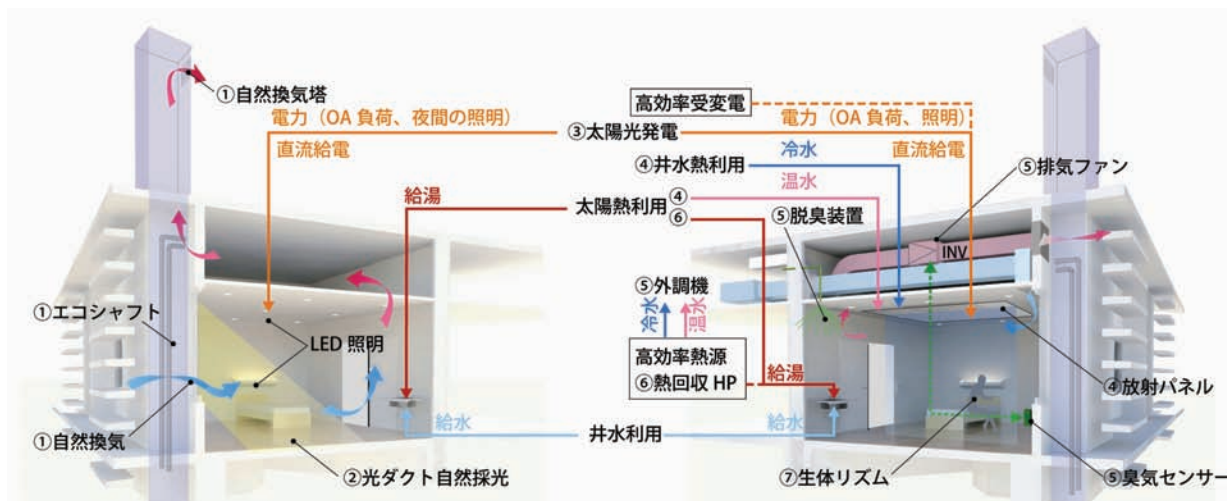 ①自然換気塔
電力（OA 負荷、夜間の照明）
直流給電
③太陽光発電
高効率受変電
電力（OA 負荷、照明）
直流給電
④井水熱利用
冷水
温水
太陽熱利用④
⑥
給湯
⑤脱臭装置
⑤排気ファン
INV
⑤外調機
冷水
温水
①エコシャフト
LED 照明
高効率熱源
⑥熱回収 HP
給湯
④放射パネル
①自然換気
給水
井水利用
給水
②光ダクト自然採光
⑦生体リズム
⑤臭気センサー